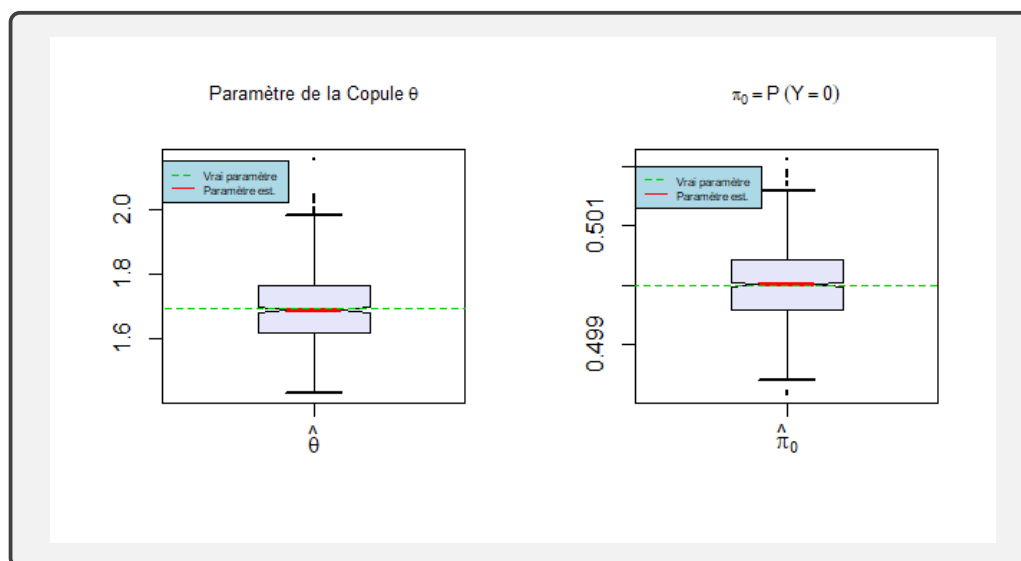 Paramètre de la Copule θ
Vrai paramètre
Paramètre est.
2.0
1.8
1.6
θ̂
π₀ = P (Y = 0)
Vrai paramètre
Paramètre est.
0.501
0.499
π̂₀